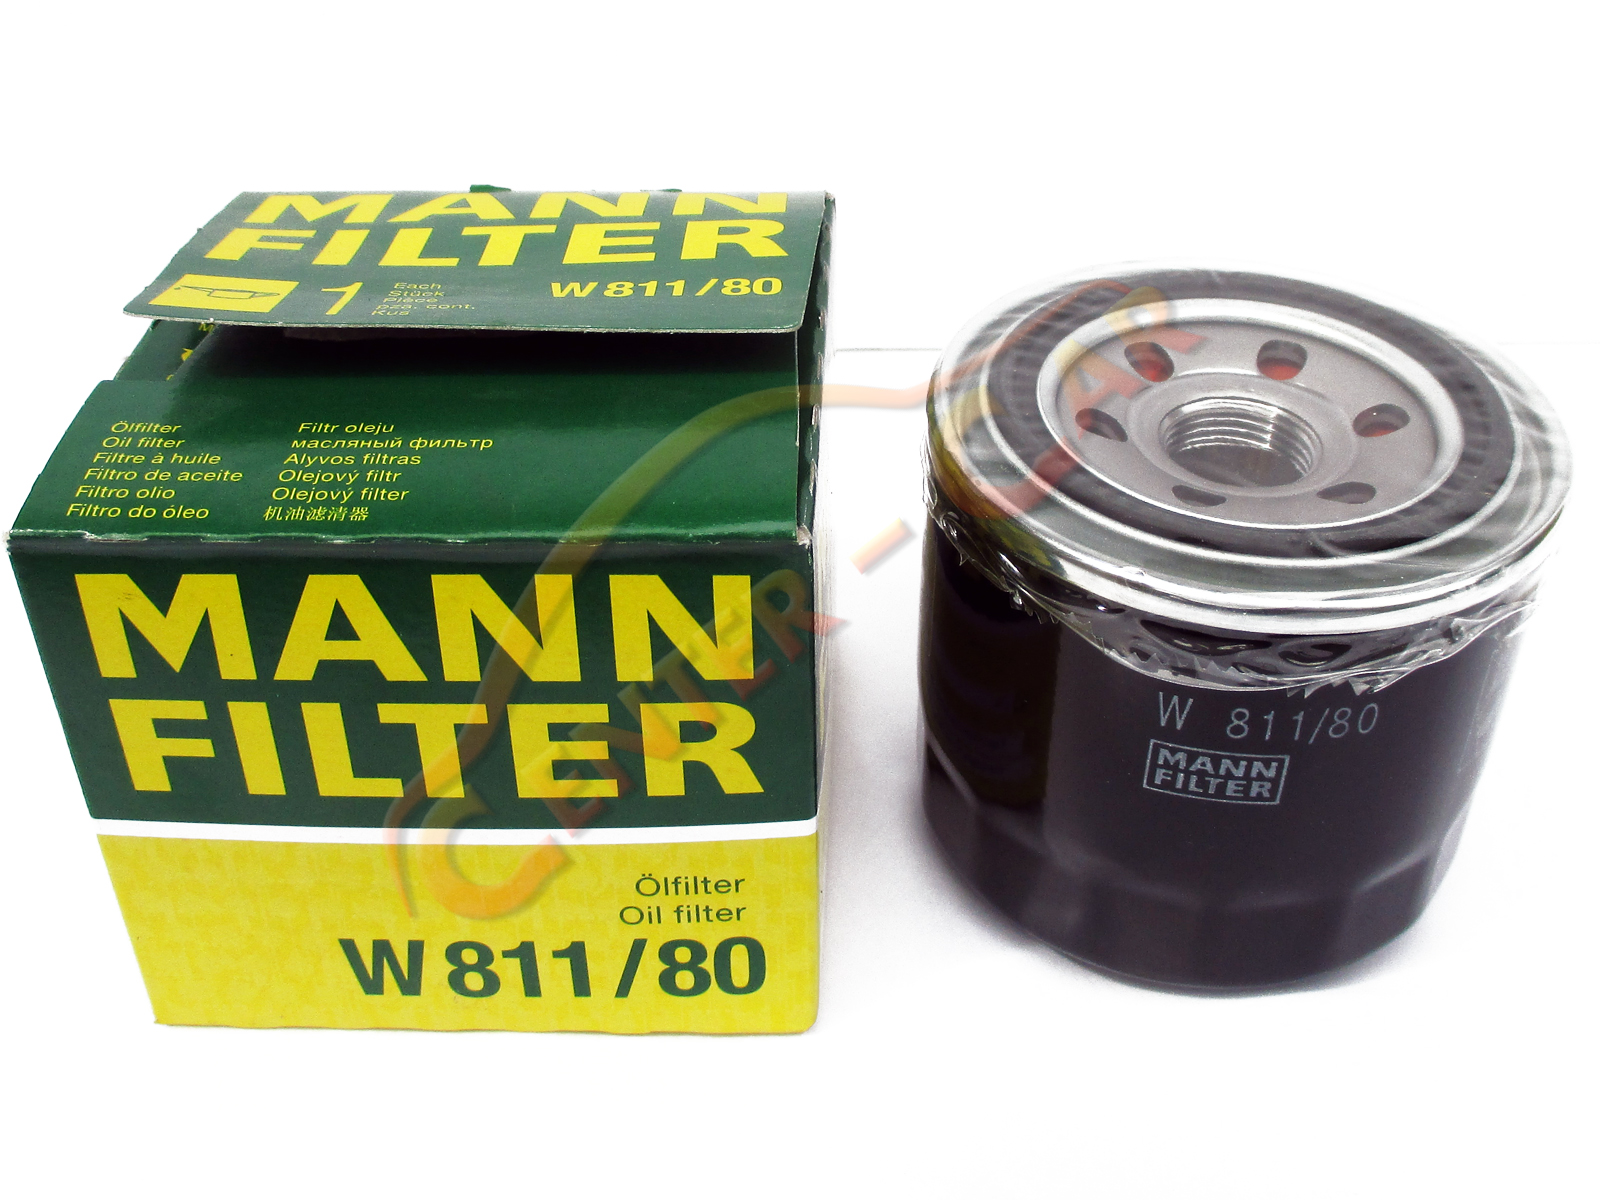 MANN
FILTER
1
Each
Stück
Pièce
pza. cont.
Kus
W 811/80
Ölfilter
Oil filter
Filtre à huile
Filtro de aceite
Filtro olio
Filtro do óleo
Filtr oleju
масляный фильтр
Alyvos filtras
Olejový filtr
Olejový filter
机油滤清器
MANN
FILTER
Ölfilter
Oil filter
W 811/80
W 811/80
MANN
FILTER
CENTER-CAR